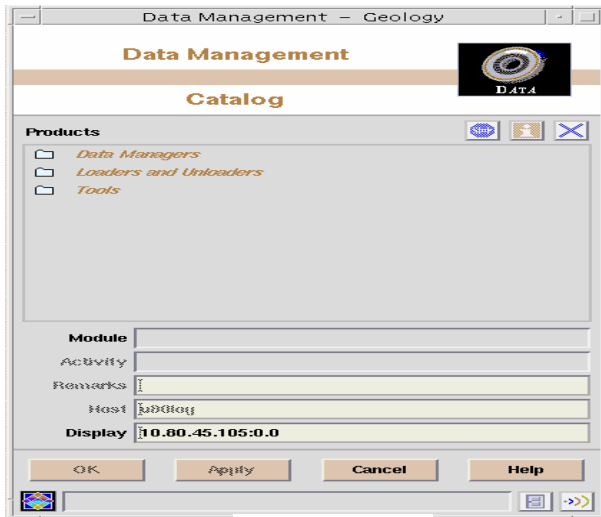 Data Management – Geology
Data Management
DATA
Catalog
Products
Data Managers
Loaders and Unloaders
Tools
Module
Activity
Remarks
Host
Display 10.80.45.105:0.0
OK Apply Cancel Help